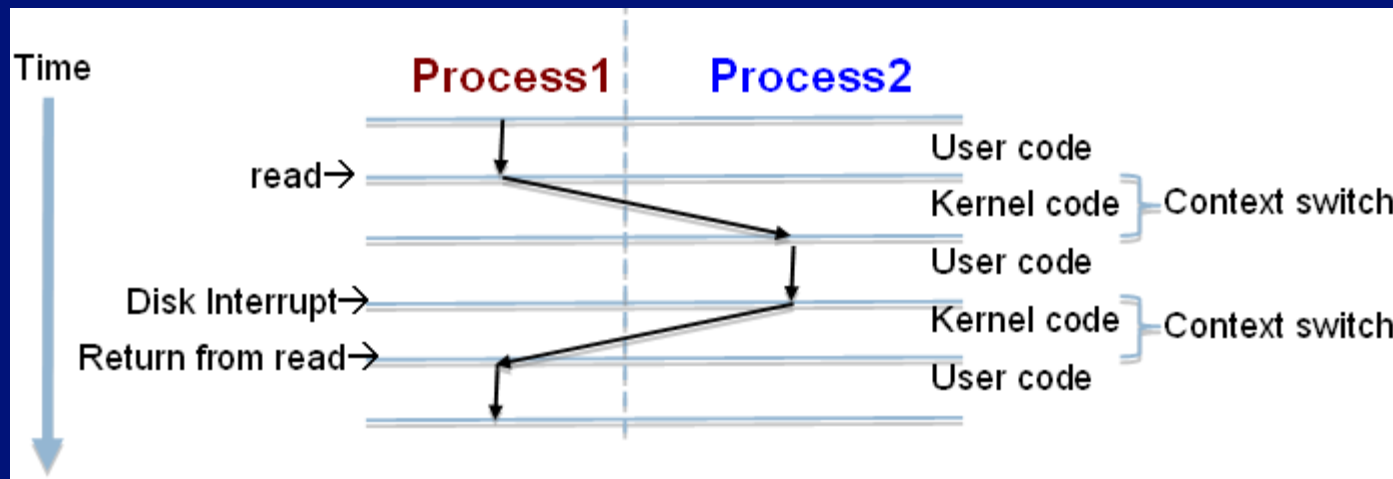 Time
Process1
Process2
User code
read→
Kernel code
Context switch
User code
Disk Interrupt→
Kernel code
Context switch
Return from read→
User code